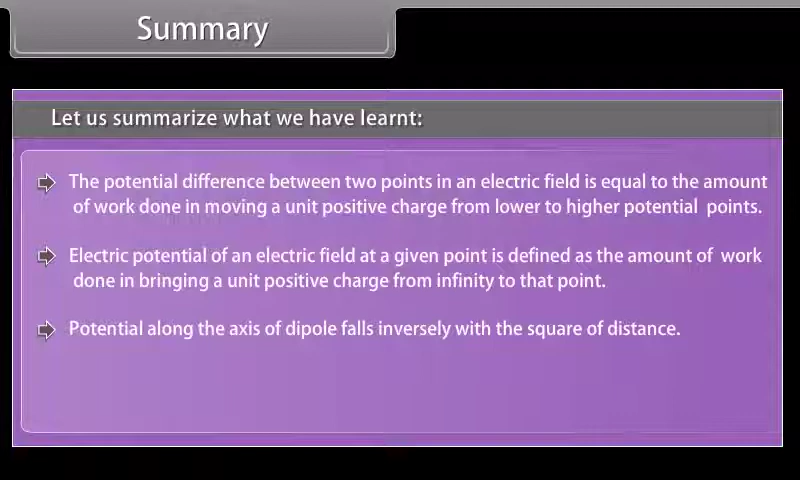 Summary
Let us summarize what we have learnt:
The potential difference between two points in an electric field is equal to the amount
of work done in moving a unit positive charge from lower to higher potential points.
Electric potential of an electric field at a given point is defined as the amount of work
done in bringing a unit positive charge from infinity to that point.
Potential along the axis of dipole falls inversely with the square of distance.